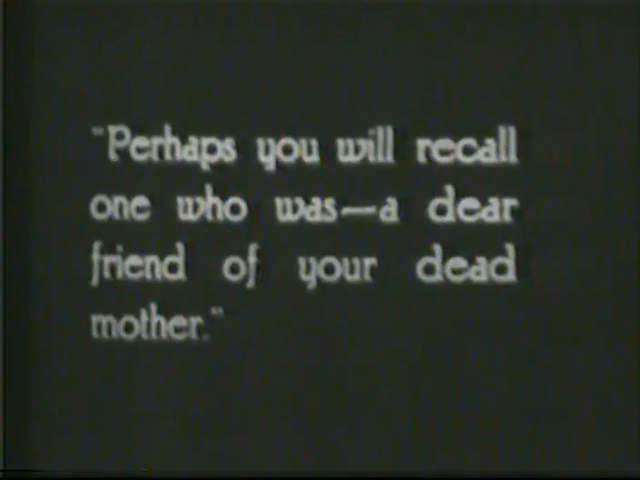 "Perhaps you will recall
one who was—a dear
friend of your dead
mother."